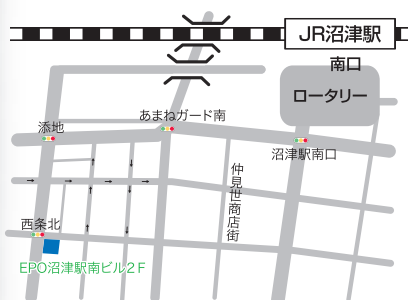 JR沼津駅
南口
ロータリー
あまねガード南
添地
沼津駅南口
仲見世商店街
西条北
EPO沼津駅南ビル2F